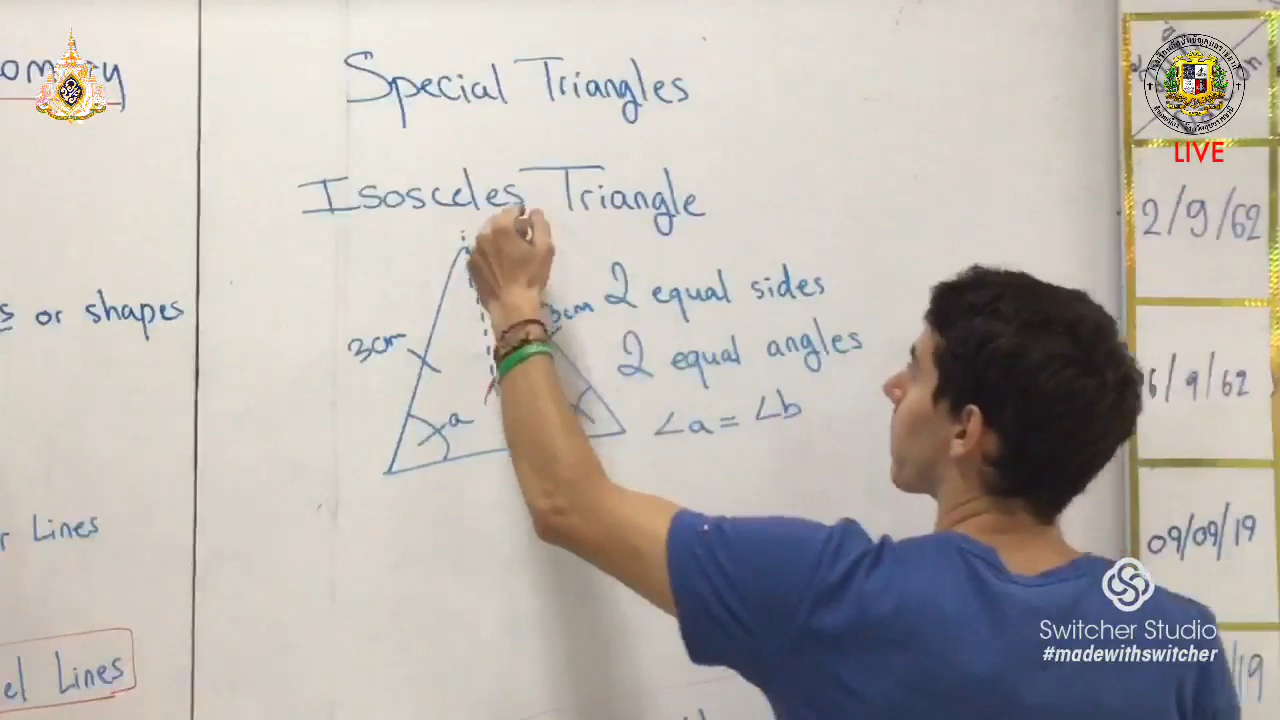 Special Triangles
Isosceles Triangle
3cm
3cm
2 equal sides
2 equal angles
a
∠a = ∠b
s or shapes
r Lines
el Lines
LIVE
2/9/62
6/9/62
09/09/19
/19
Switcher Studio
#madewithswitcher